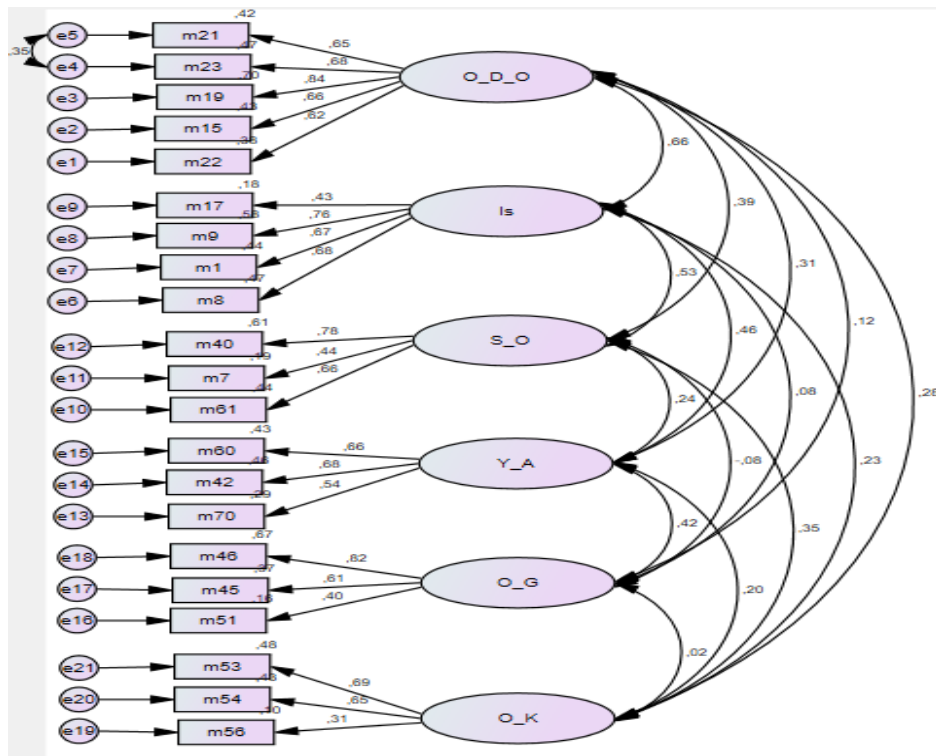 ,42
e5 m21 ,65
,47
,35
e4 m23 ,68 O_D_O
,70
e3 m19 ,84
,43
e2 m15 ,66
,62
,38
e1 m22
,66
,18
e9 m17 ,43 Is ,39
,58
e8 m9 ,76
,67
,44
e7 m1 ,68 ,53 ,31
,47
e6 m8
,61 ,46 ,12
e12 m40 ,78 S_O
,19
e11 m7 ,44
,66
,44 ,24 ,08 ,28
e10 m61
,43
e15 m60 ,66
,46 Y_A -,08 ,23
e14 m42 ,68
,29 ,54
e13 m70
,42 ,35
,67
e18 m46 ,82
,37 O_G
e17 m45 ,61 ,20
,16 ,40
e16 m51
,02
,48
e21 m53
,48 ,69
e20 m54 ,65
,10 O_K
e19 m56 ,31